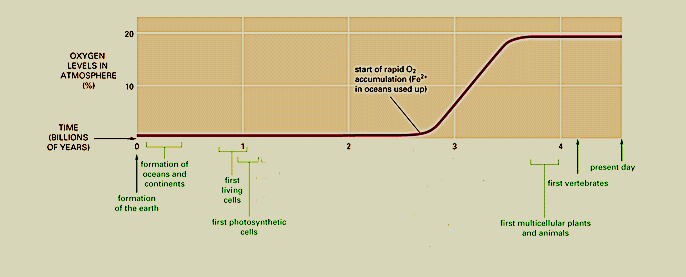 20
OXYGEN
LEVELS IN
ATMOSPHERE
(%)
10
start of rapid O₂
accumulation (Fe²⁺
in oceans used up)
TIME
(BILLIONS
OF YEARS)
0 1 2 3 4
formation of
oceans and
continents
formation
of the earth
first
living
cells
first photosynthetic
cells
first multicellular plants
and animals
first vertebrates
present day